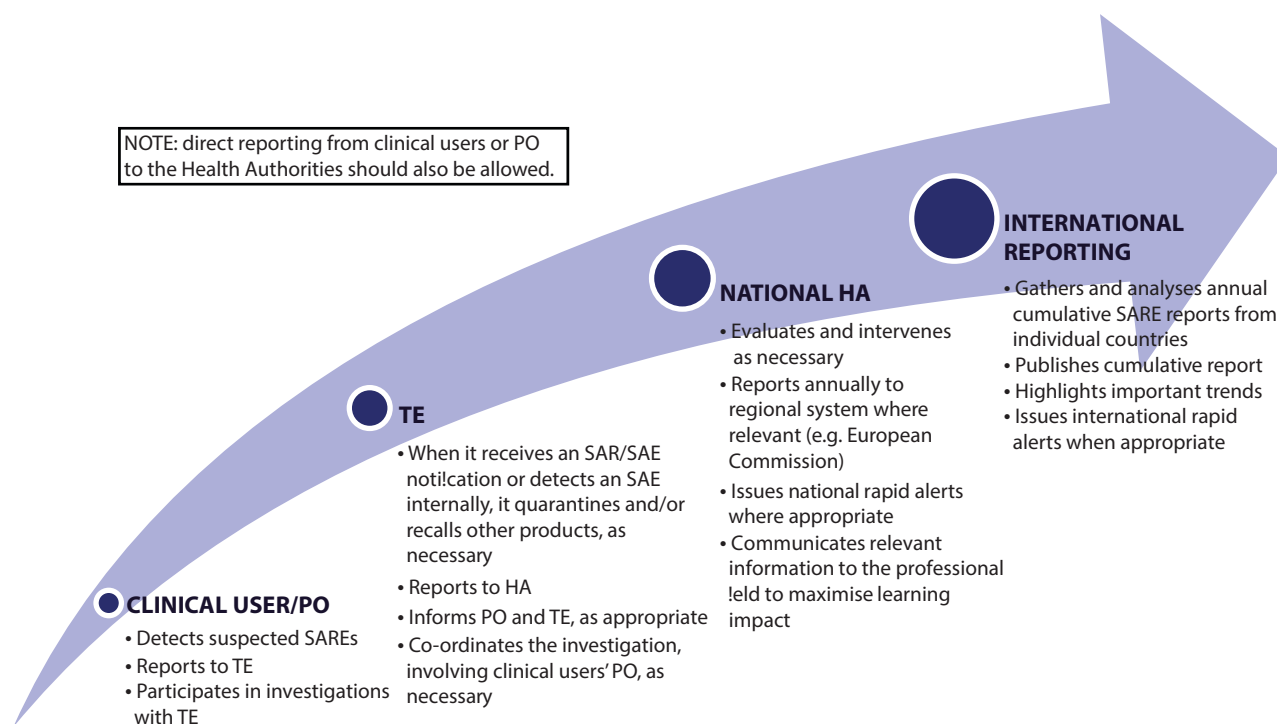 NOTE: direct reporting from clinical users or PO
to the Health Authorities should also be allowed.
CLINICAL USER/PO
• Detects suspected SAREs
• Reports to TE
• Participates in investigations
with TE
TE
• When it receives an SAR/SAE
noti!cation or detects an SAE
internally, it quarantines and/or
recalls other products, as
necessary
• Reports to HA
• Informs PO and TE, as appropriate
• Co-ordinates the investigation,
involving clinical users' PO, as
necessary
NATIONAL HA
• Evaluates and intervenes
as necessary
• Reports annually to
regional system where
relevant (e.g. European
Commission)
• Issues national rapid alerts
where appropriate
• Communicates relevant
information to the professional
!eld to maximise learning
impact
INTERNATIONAL
REPORTING
• Gathers and analyses annual
cumulative SARE reports from
individual countries
• Publishes cumulative report
• Highlights important trends
• Issues international rapid
alerts when appropriate